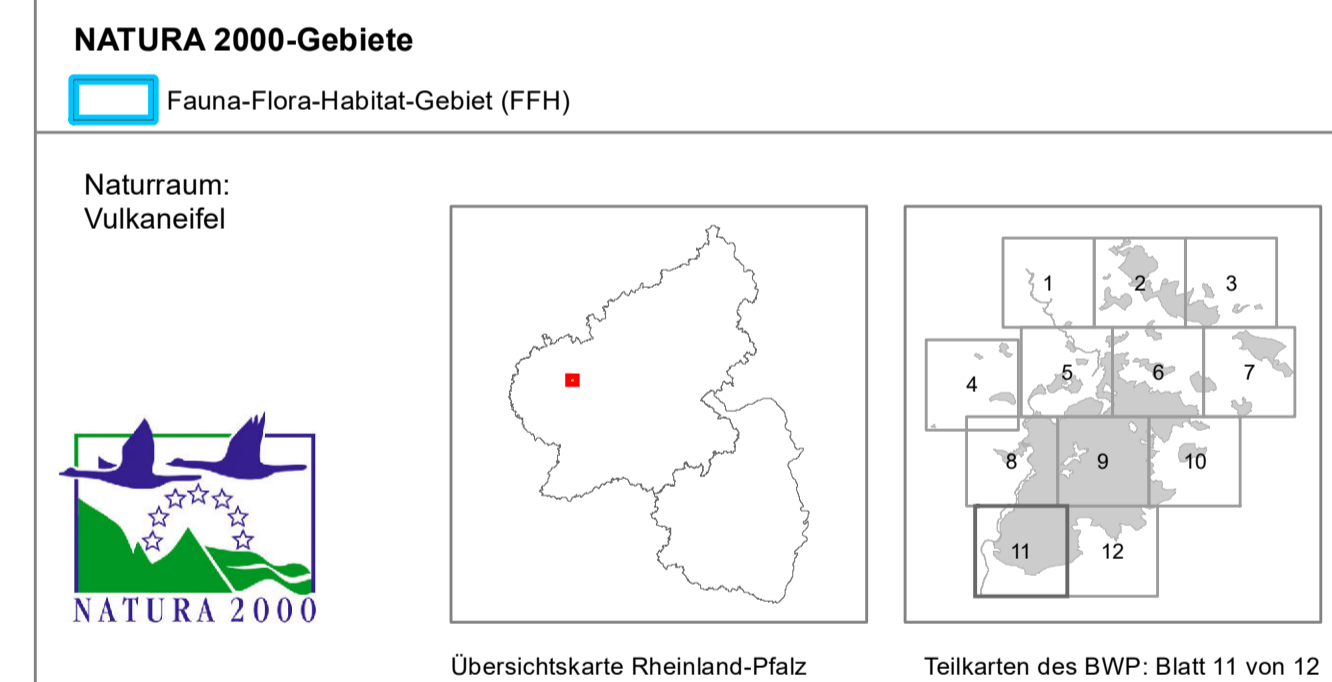 NATURA 2000-Gebiete
Fauna-Flora-Habitat-Gebiet (FFH)
Naturraum:
Vulkaneifel
NATURA 2000
Übersichtskarte Rheinland-Pfalz
1 2 3
4 5 6 7
8 9 10
11 12
Teilkarten des BWP: Blatt 11 von 12